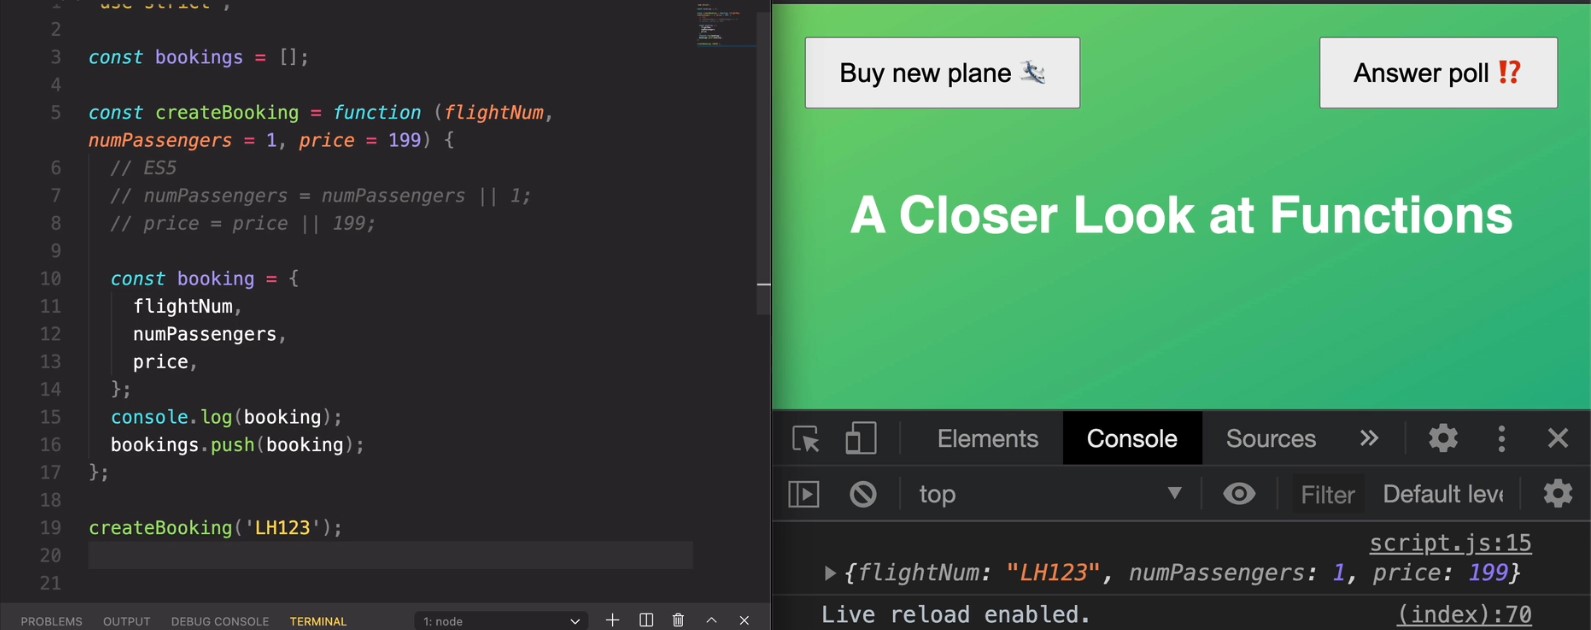 1 'use strict';
2
3 const bookings = [];
4
5 const createBooking = function (flightNum,
numPassengers = 1, price = 199) {
6 // ES5
7 // numPassengers = numPassengers || 1;
8 // price = price || 199;
9
10 const booking = {
11 flightNum,
12 numPassengers,
13 price,
14 };
15 console.log(booking);
16 bookings.push(booking);
17 };
18
19 createBooking('LH123');
20
21
PROBLEMS OUTPUT DEBUG CONSOLE TERMINAL 1: node
Buy new plane 🛩 Answer poll ⁉️
A Closer Look at Functions
Elements Console Sources »
top Filter Default leve
script.js:15
{flightNum: "LH123", numPassengers: 1, price: 199}
Live reload enabled. (index):70